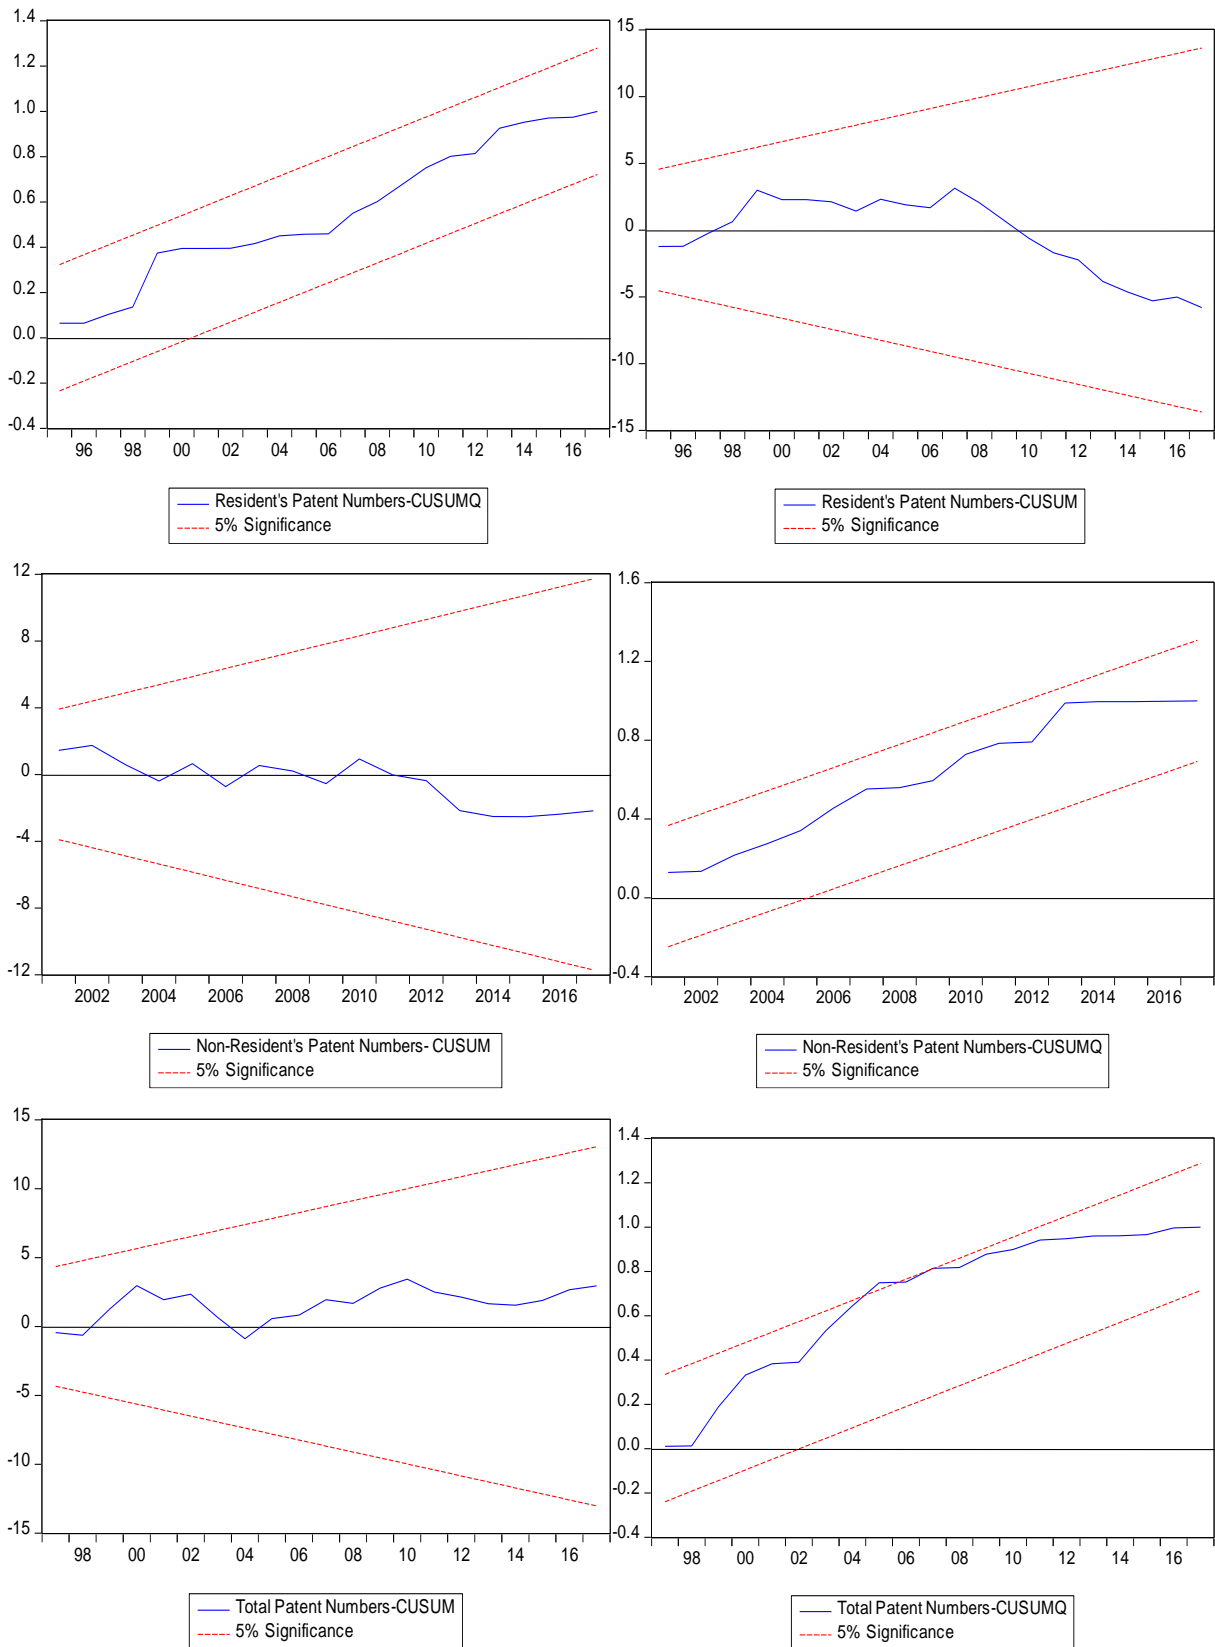 1.4
1.2
1.0
0.8
0.6
0.4
0.2
0.0
-0.2
-0.4
96 98 00 02 04 06 08 10 12 14 16
Resident's Patent Numbers-CUSUMQ
5% Significance
15
10
5
0
-5
-10
-15
96 98 00 02 04 06 08 10 12 14 16
Resident's Patent Numbers-CUSUM
5% Significance
12
8
4
0
-4
-8
-12
2002 2004 2006 2008 2010 2012 2014 2016
Non-Resident's Patent Numbers- CUSUM
5% Significance
1.6
1.2
0.8
0.4
0.0
-0.4
2002 2004 2006 2008 2010 2012 2014 2016
Non-Resident's Patent Numbers-CUSUMQ
5% Significance
15
10
5
0
-5
-10
-15
98 00 02 04 06 08 10 12 14 16
Total Patent Numbers-CUSUM
5% Significance
1.4
1.2
1.0
0.8
0.6
0.4
0.2
0.0
-0.2
-0.4
98 00 02 04 06 08 10 12 14 16
Total Patent Numbers-CUSUMQ
5% Significance